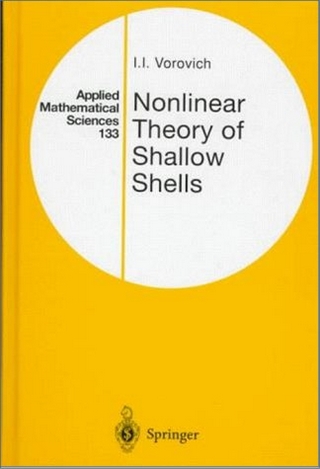 I.I. Vorovich
Applied
Mathematical
Sciences
133
Nonlinear
Theory of
Shallow
Shells
Springer